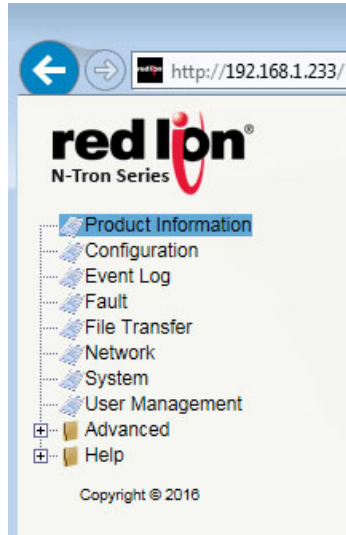 http://192.168.1.233/
red lion®
N-Tron Series
Product Information
Configuration
Event Log
Fault
File Transfer
Network
System
User Management
Advanced
Help
Copyright © 2016